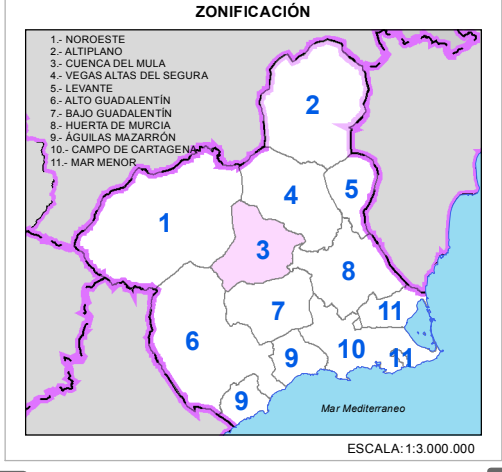 ZONIFICACIÓN
1.- NOROESTE
2.- ALTIPLANO
3.- CUENCA DEL MULA
4.- VEGAS ALTAS DEL SEGURA
5.- LEVANTE
6.- ALTO GUADALENTÍN
7.- BAJO GUADALENTÍN
8.- HUERTA DE MURCIA
9.- ÁGUILAS MAZARRÓN
10.- CAMPO DE CARTAGENA
11.- MAR MENOR
2
5
4
1
3
8
7
11
6
10
9
11
9
Mar Mediterraneo
ESCALA:1:3.000.000